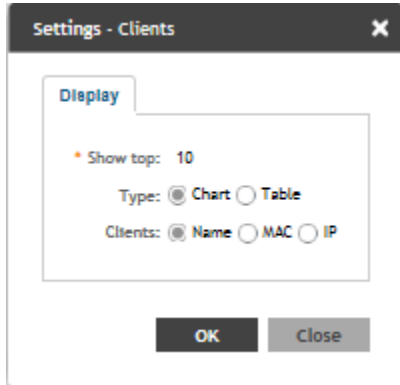 Settings - Clients
Display
* Show top: 10
Type: Chart Table
Clients: Name MAC IP
OK Close